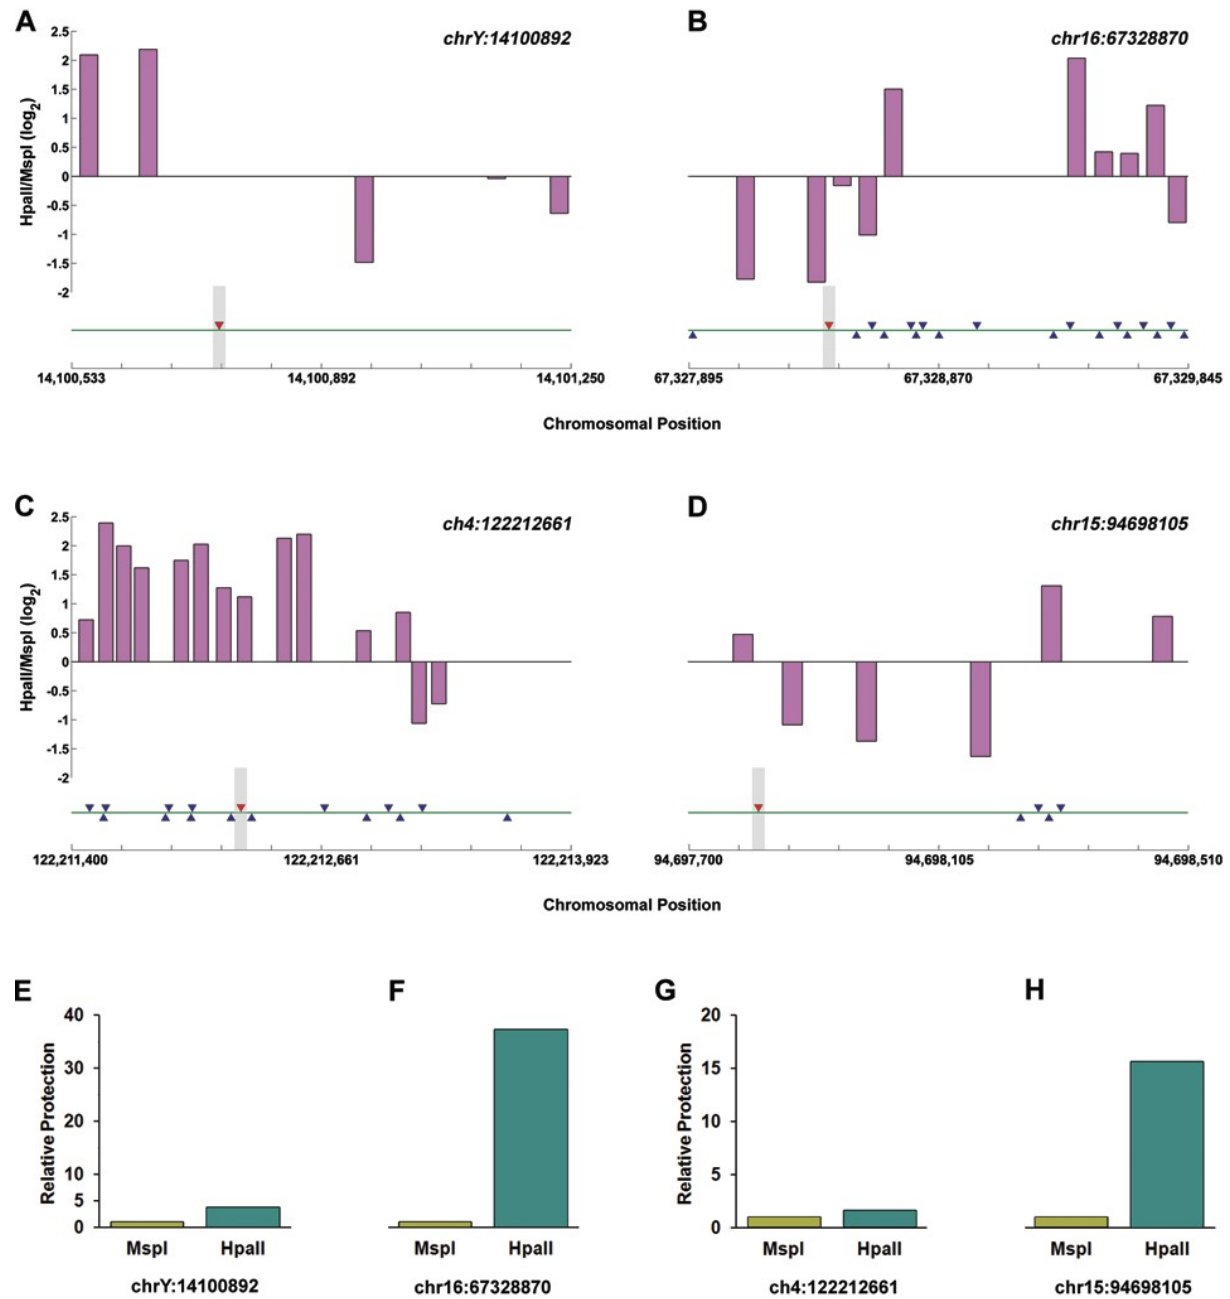 A
chrY:14100892
B
chr16:67328870
HpaII/MspI (log2)
2.5
2
1.5
1
0.5
0
-0.5
-1
-1.5
-2
14,100,533 14,100,892 14,101,250
67,327,895 67,328,870 67,329,845
Chromosomal Position
C
ch4:122212661
D
chr15:94698105
HpaII/MspI (log2)
2.5
2
1.5
1
0.5
0
-0.5
-1
-1.5
-2
122,211,400 122,212,661 122,213,923
94,697,700 94,698,105 94,698,510
Chromosomal Position
E
F
G
H
Relative Protection
40
30
20
10
5
0
MspI HpaII
chrY:14100892
MspI HpaII
chr16:67328870
Relative Protection
20
15
10
5
0
MspI HpaII
ch4:122212661
MspI HpaII
chr15:94698105